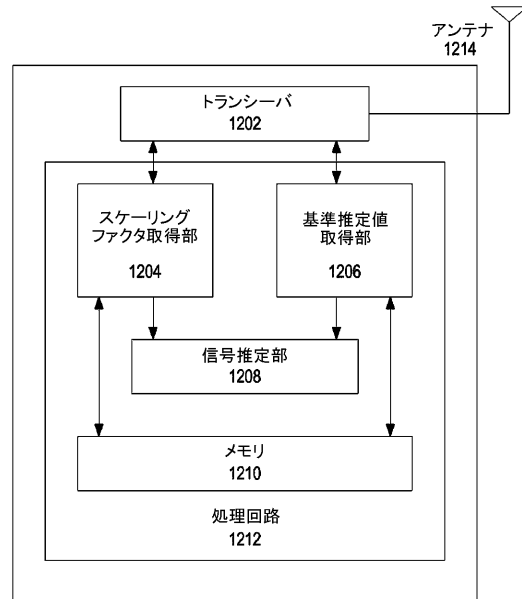 アンテナ
1214
トランシーバ
1202
スケーリング
ファクタ取得部
1204
基準推定値
取得部
1206
信号推定部
1208
メモリ
1210
処理回路
1212